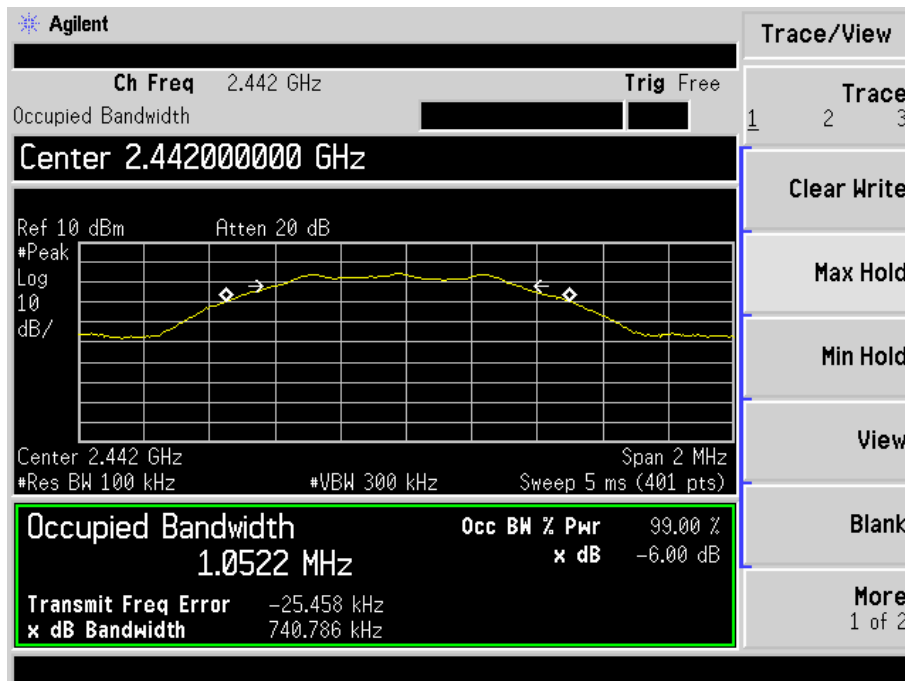 Agilent
Trace/View
Ch Freq 2.442 GHz Trig Free
Occupied Bandwidth
Trace
1 2 3
Center 2.442000000 GHz
Clear Write
Ref 10 dBm Atten 20 dB
#Peak
Log
10
dB/
Max Hold
Min Hold
View
Center 2.442 GHz Span 2 MHz
#Res BW 100 kHz #VBW 300 kHz Sweep 5 ms (401 pts)
Occupied Bandwidth Occ BW % Pwr 99.00 %
1.0522 MHz x dB -6.00 dB
Blank
Transmit Freq Error -25.458 kHz
x dB Bandwidth 740.786 kHz
More
1 of 2